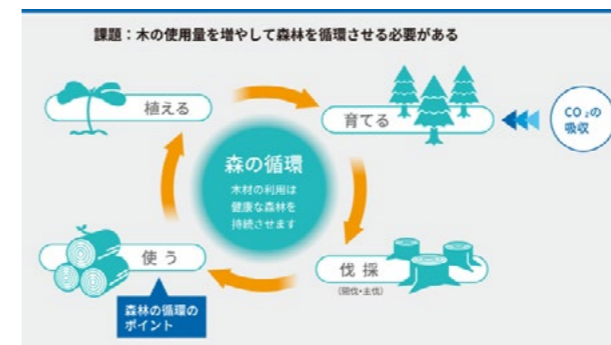 課題：木の使用量を増やして森林を循環させる必要がある
植える
育てる
CO₂の
吸収
森の循環
木材の利用は
健康な森林を
持続させます
使う
伐採
(間伐・主伐)
森林の循環の
ポイント